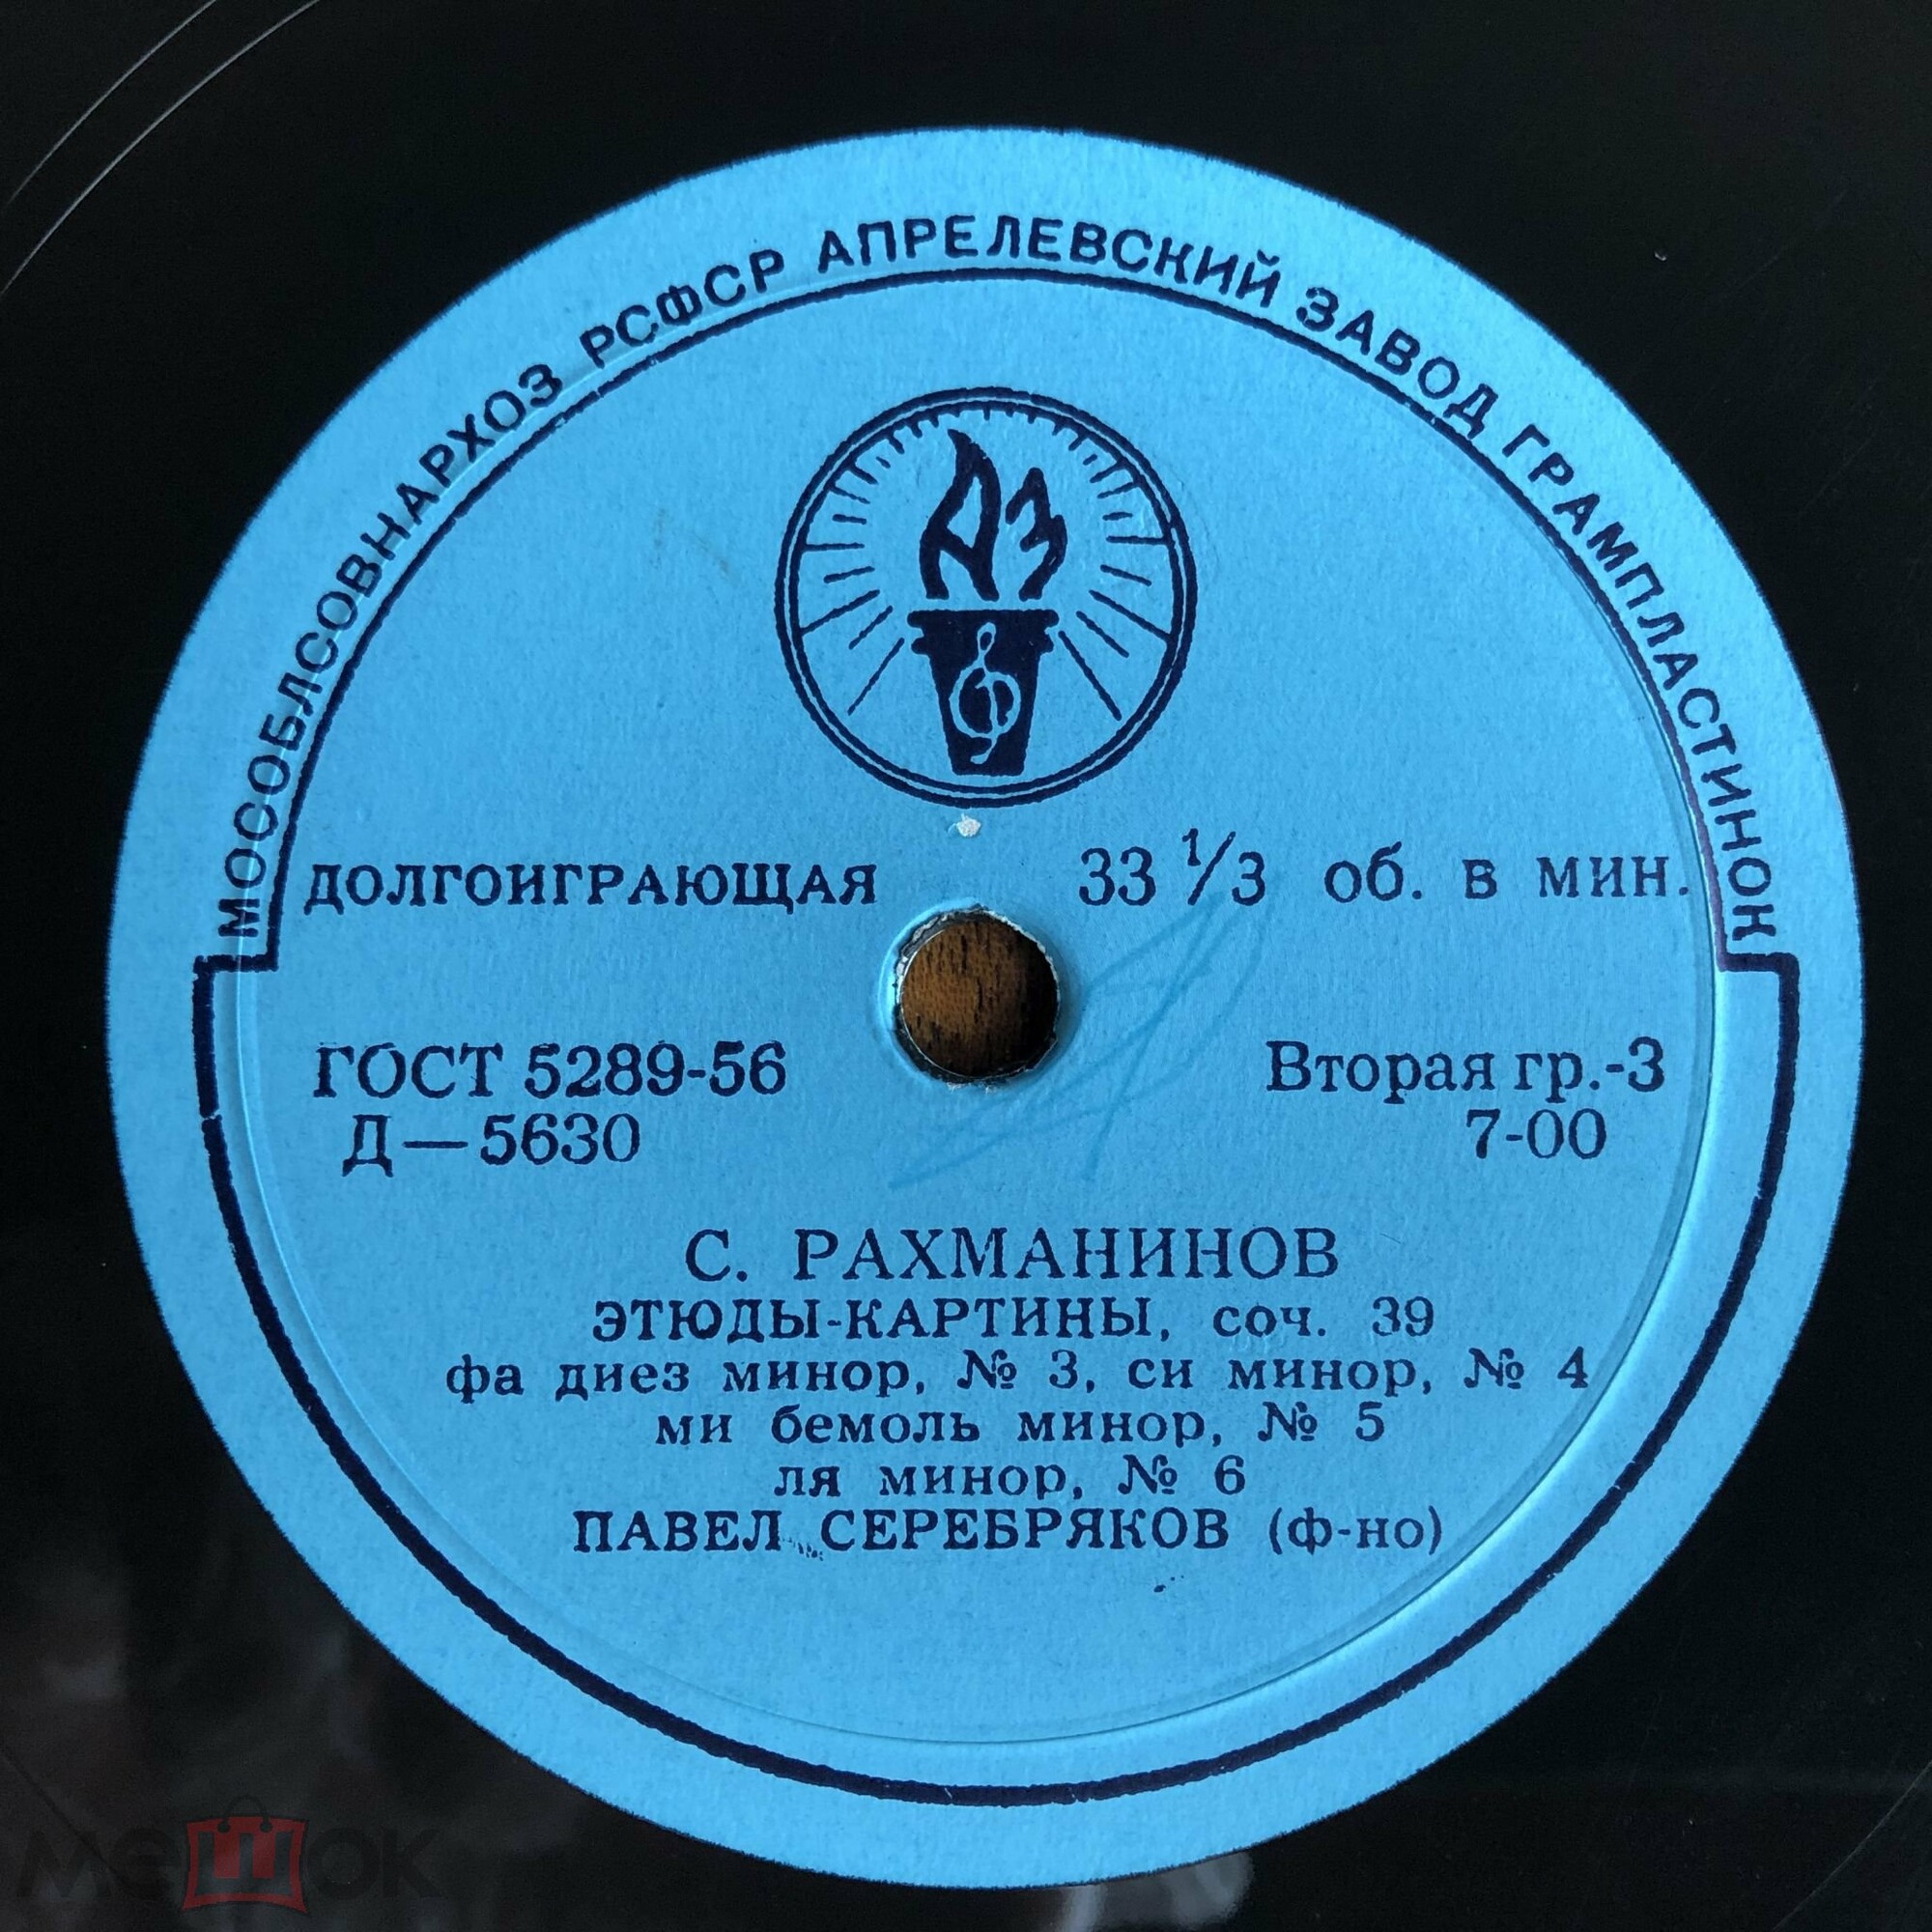 МОСОБЛСОВНАРХОЗ РСФСР АПРЕЛЕВСКИЙ ЗАВОД ГРАМПЛАСТИНОК
АЗ
ДОЛГОИГРАЮЩАЯ 33 1/3 об. в мин.
ГОСТ 5289-56 Вторая гр.-3
Д—5630 7-00
С. РАХМАНИНОВ
ЭТЮДЫ-КАРТИНЫ, соч. 39
фа диез минор, № 3, си минор, № 4
ми бемоль минор, № 5
ля минор, № 6
ПАВЕЛ СЕРЕБРЯКОВ (ф-но)
мешок